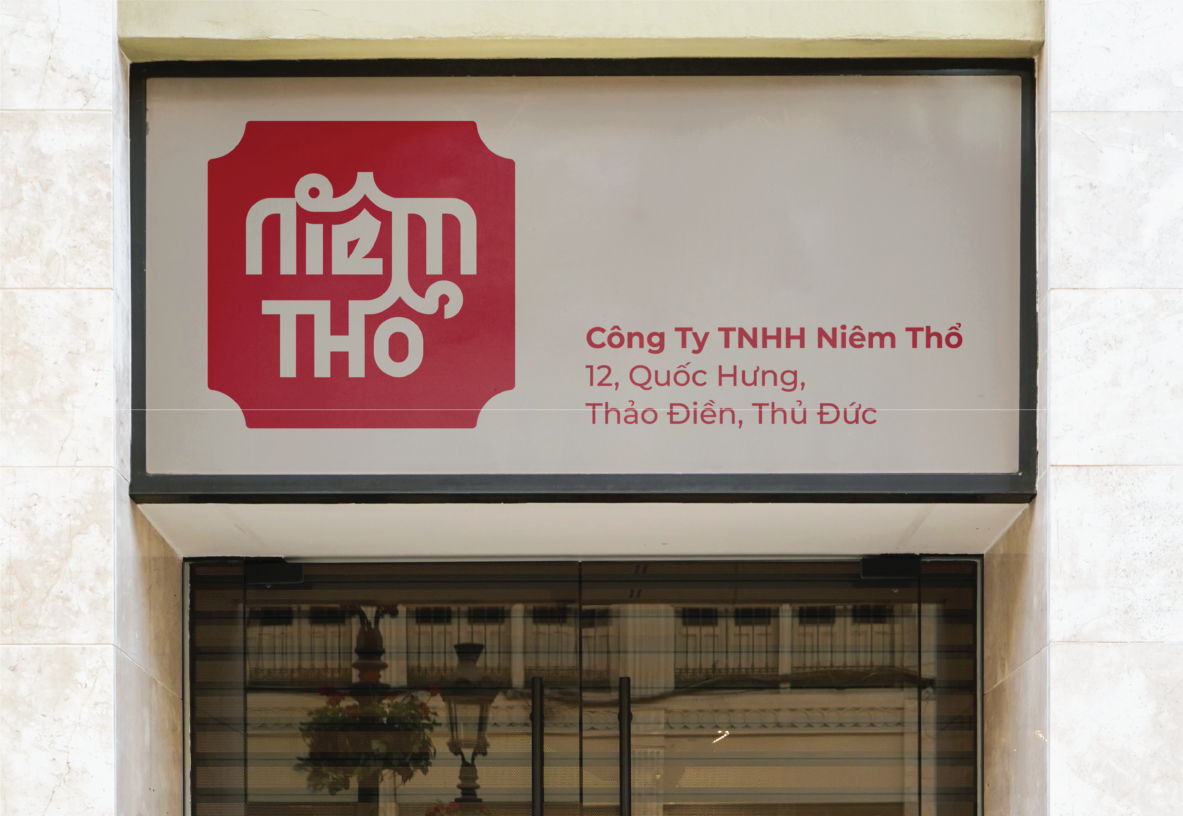 niêm
THổ
Công Ty TNHH Niêm Thổ
12, Quốc Hưng,
Thảo Điền, Thủ Đức